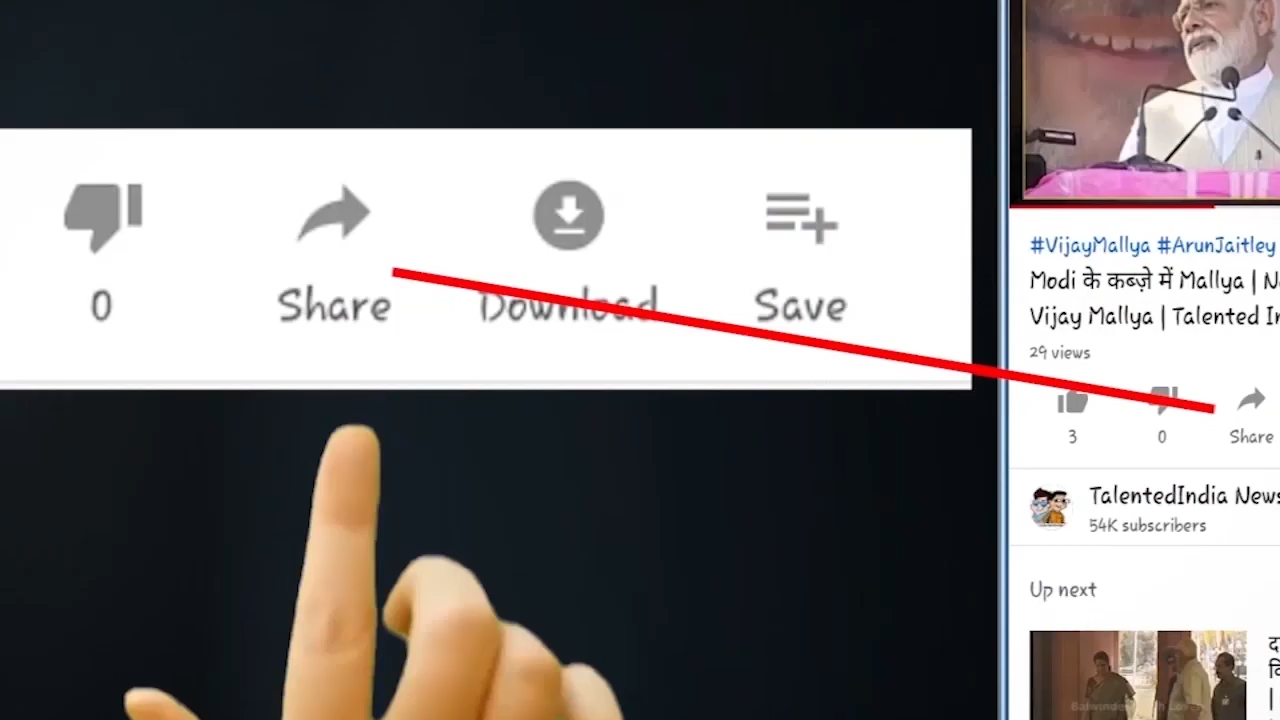 0 Share Download Save
#VijayMallya #ArunJaitley
Modi के कब्ज़े में Mallya |
Vijay Mallya | Talented
29 views
3 0 Share
TalentedIndia News
54K subscribers
Up next